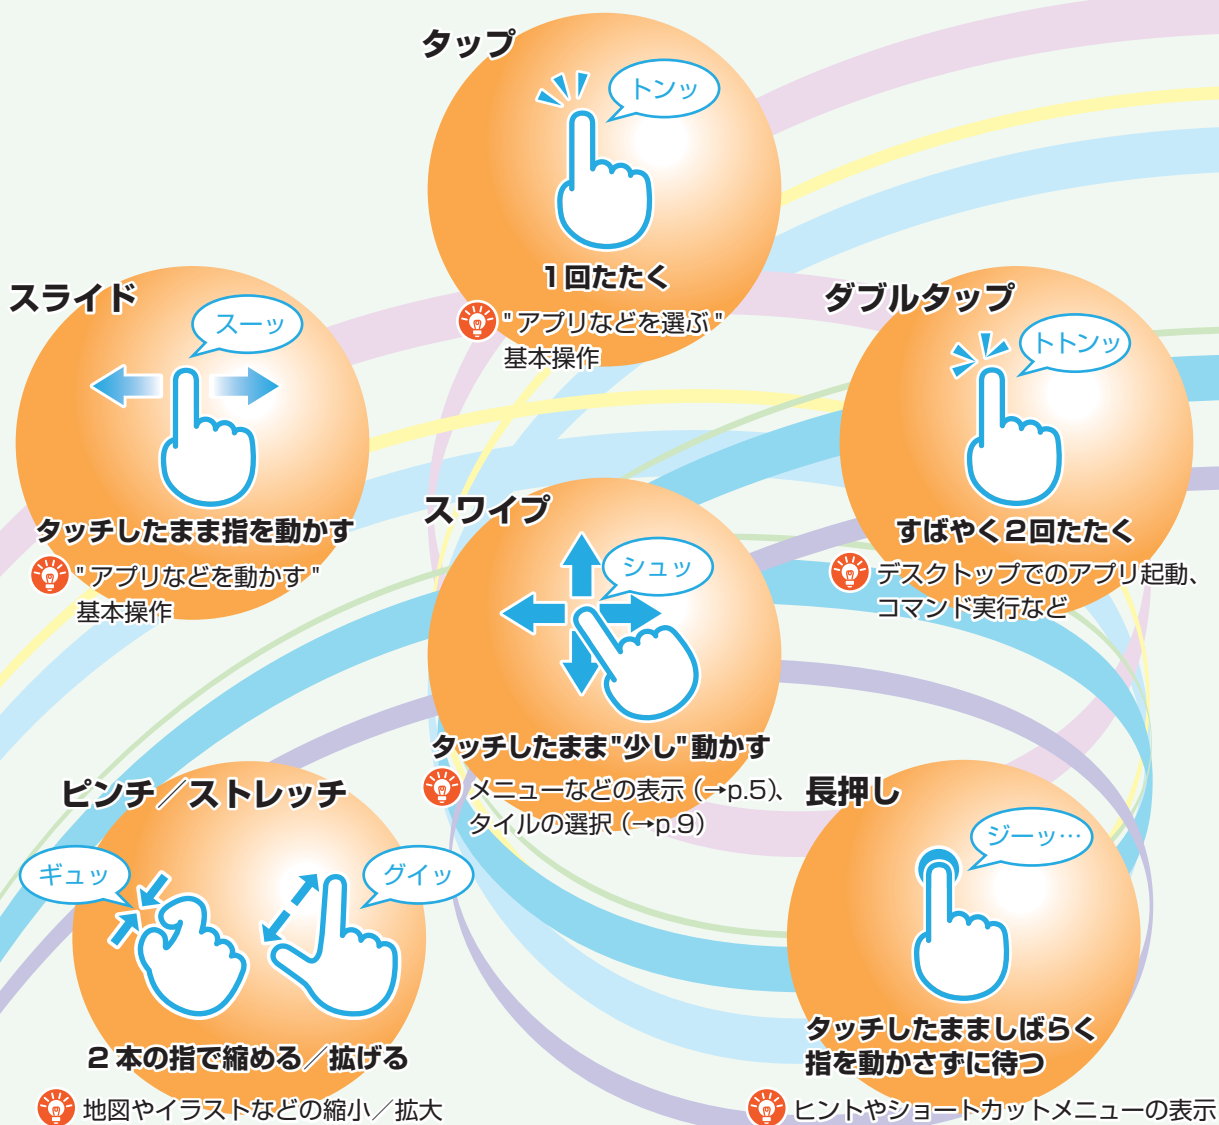 タップ
トンッ
1回たたく
"アプリなどを選ぶ"
基本操作
スライド
スーッ
タッチしたまま指を動かす
"アプリなどを動かす"
基本操作
ダブルタップ
トトンッ
すばやく2回たたく
デスクトップでのアプリ起動、
コマンド実行など
スワイプ
シュッ
タッチしたまま"少し"動かす
メニューなどの表示（→p.5）、
タイルの選択（→p.9）
ピンチ／ストレッチ
ギュッ
グイッ
2本の指で縮める／拡げる
地図やイラストなどの縮小／拡大
長押し
ジーッ…
タッチしたまましばらく
指を動かさずに待つ
ヒントやショートカットメニューの表示